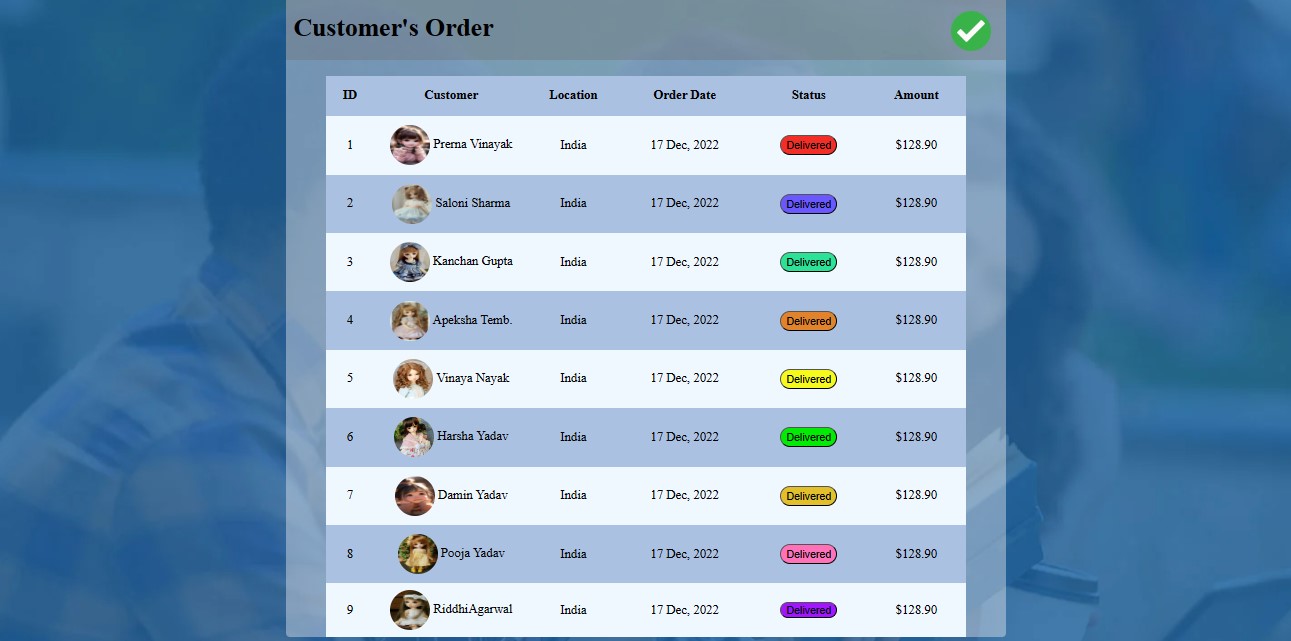 Customer's Order
ID Customer Location Order Date Status Amount
1 Prerna Vinayak India 17 Dec, 2022 Delivered $128.90
2 Saloni Sharma India 17 Dec, 2022 Delivered $128.90
3 Kanchan Gupta India 17 Dec, 2022 Delivered $128.90
4 Apeksha Temb. India 17 Dec, 2022 Delivered $128.90
5 Vinaya Nayak India 17 Dec, 2022 Delivered $128.90
6 Harsha Yadav India 17 Dec, 2022 Delivered $128.90
7 Damin Yadav India 17 Dec, 2022 Delivered $128.90
8 Pooja Yadav India 17 Dec, 2022 Delivered $128.90
9 RiddhiAgarwal India 17 Dec, 2022 Delivered $128.90